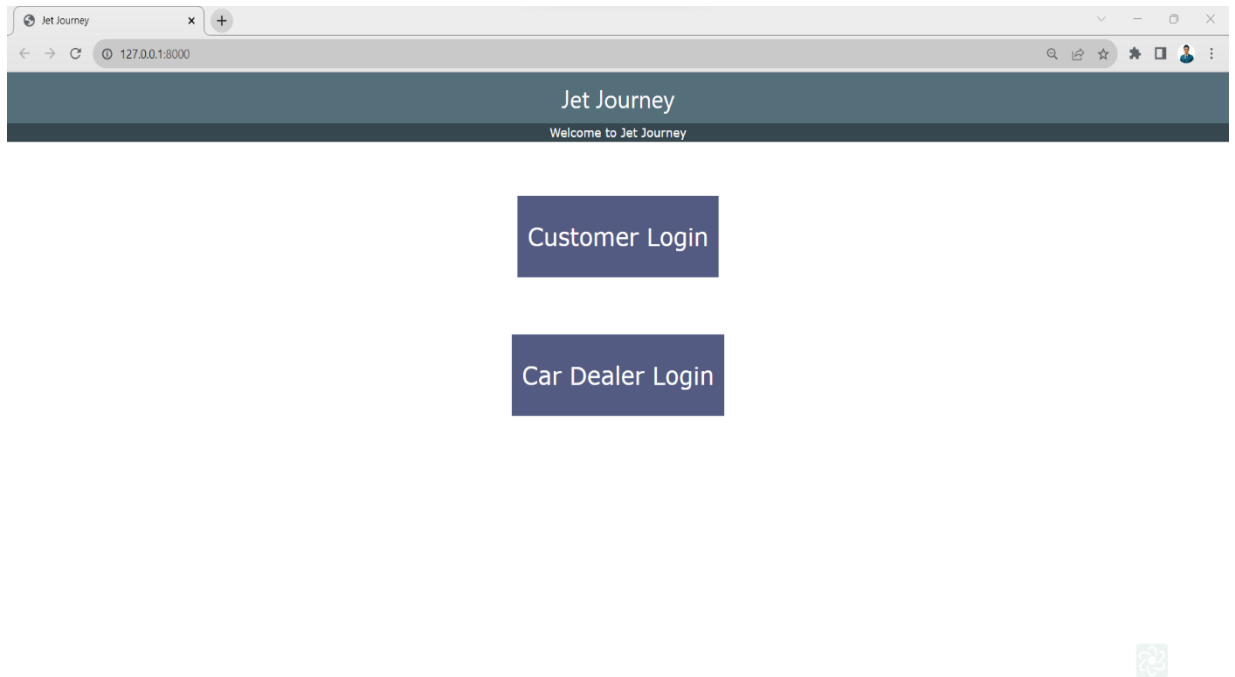 Jet Journey
127.0.0.1:8000
Jet Journey
Welcome to Jet Journey
Customer Login
Car Dealer Login